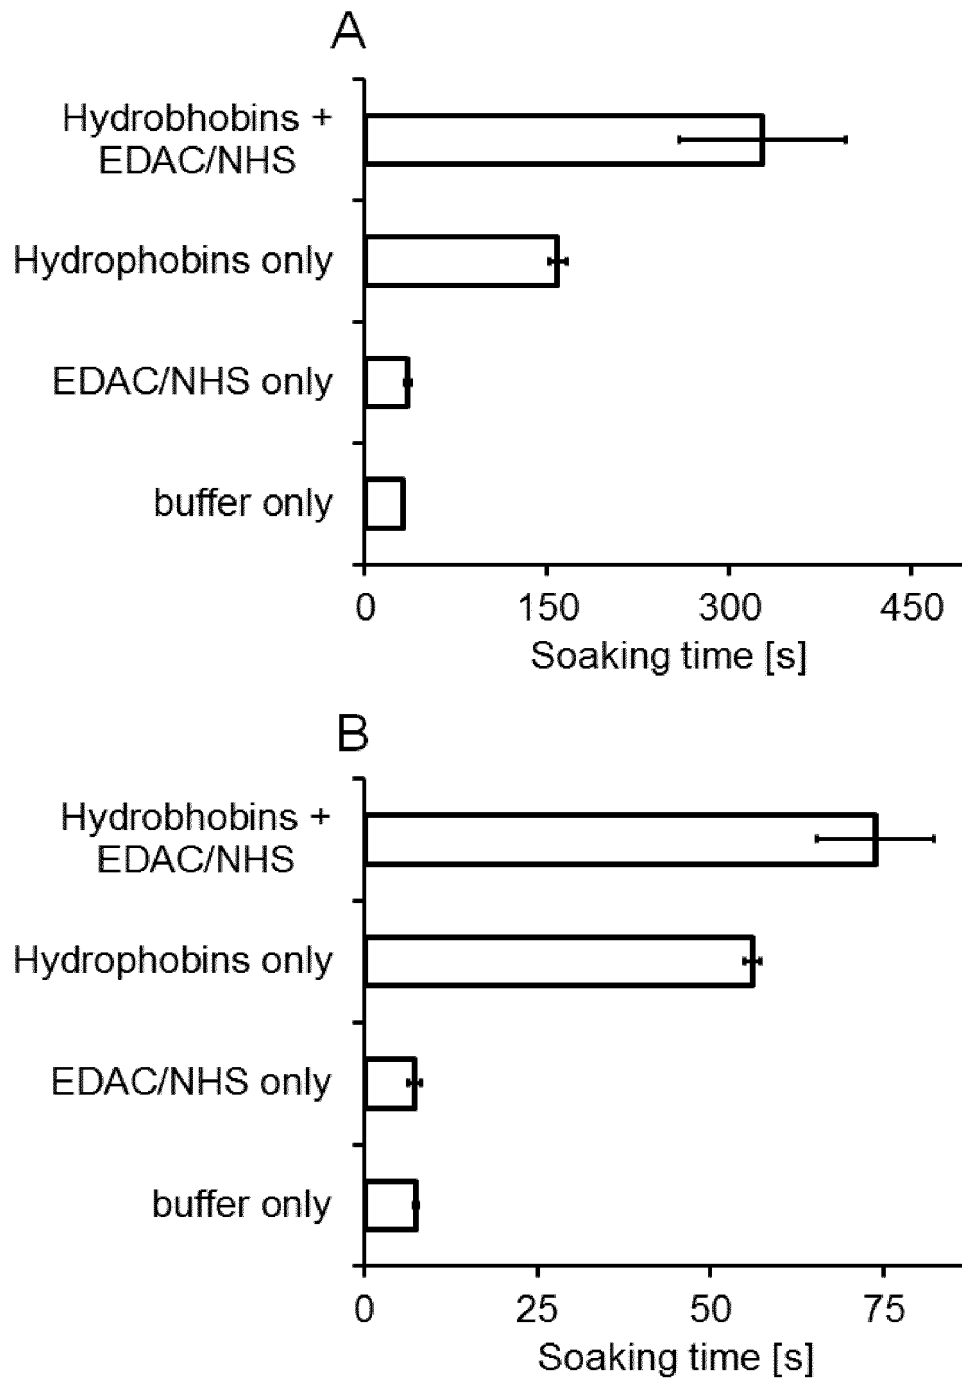 A
Hydrobhobins +
EDAC/NHS
Hydrophobins only
EDAC/NHS only
buffer only
0 150 300 450
Soaking time [s]
B
Hydrobhobins +
EDAC/NHS
Hydrophobins only
EDAC/NHS only
buffer only
0 25 50 75
Soaking time [s]